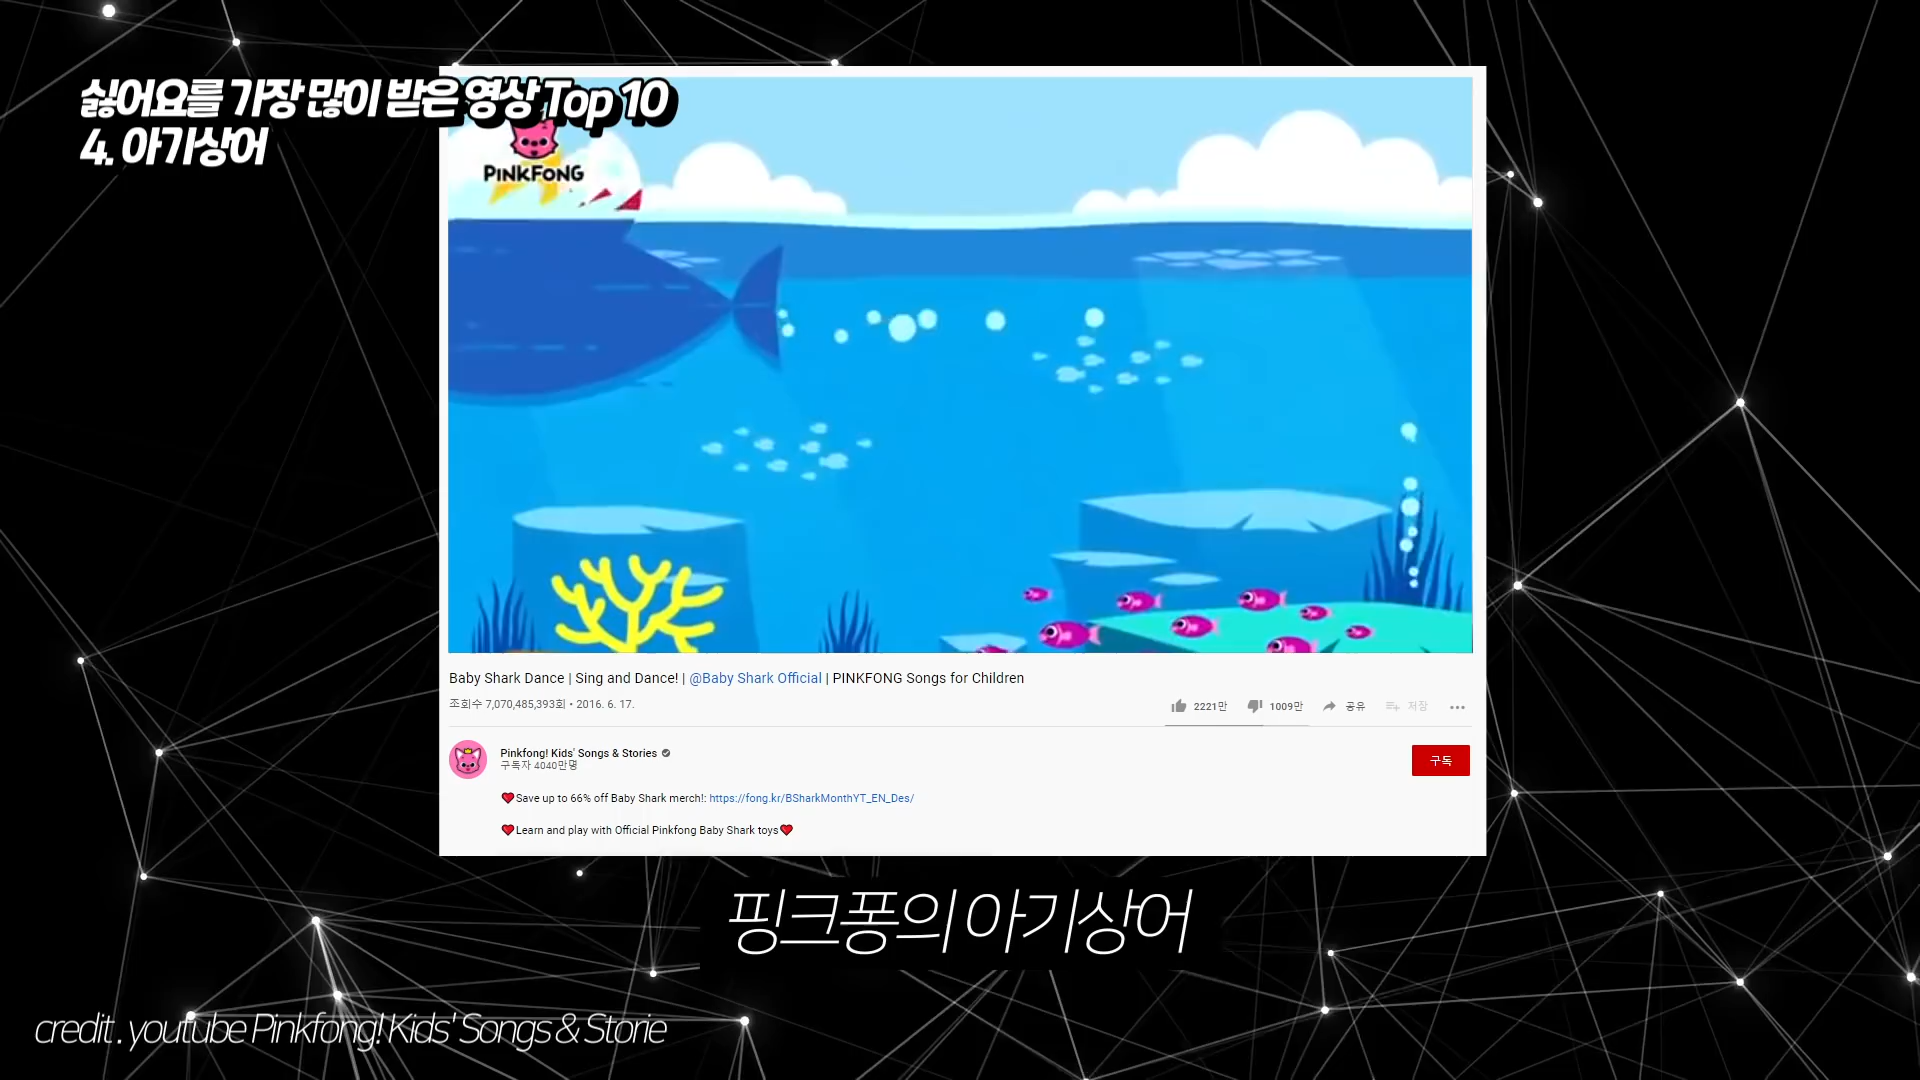 싫어요를 가장 많이 받은 영상 Top 10
4. 아기상어
PINKFONG
Baby Shark Dance | Sing and Dance! | @Baby Shark Official | PINKFONG Songs for Children
조회수 7,070,485,393회 • 2016. 6. 17.
2221만 1009만 공유 저장
Pinkfong! Kids' Songs & Stories
구독자 4040만명
구독
❤Save up to 66% off Baby Shark merch!: https://fong.kr/BSharkMonthYT_EN_Des/
❤Learn and play with Official Pinkfong Baby Shark toys❤
핑크퐁의 아기상어
credit . youtube Pinkfong! Kids' Songs & Storie